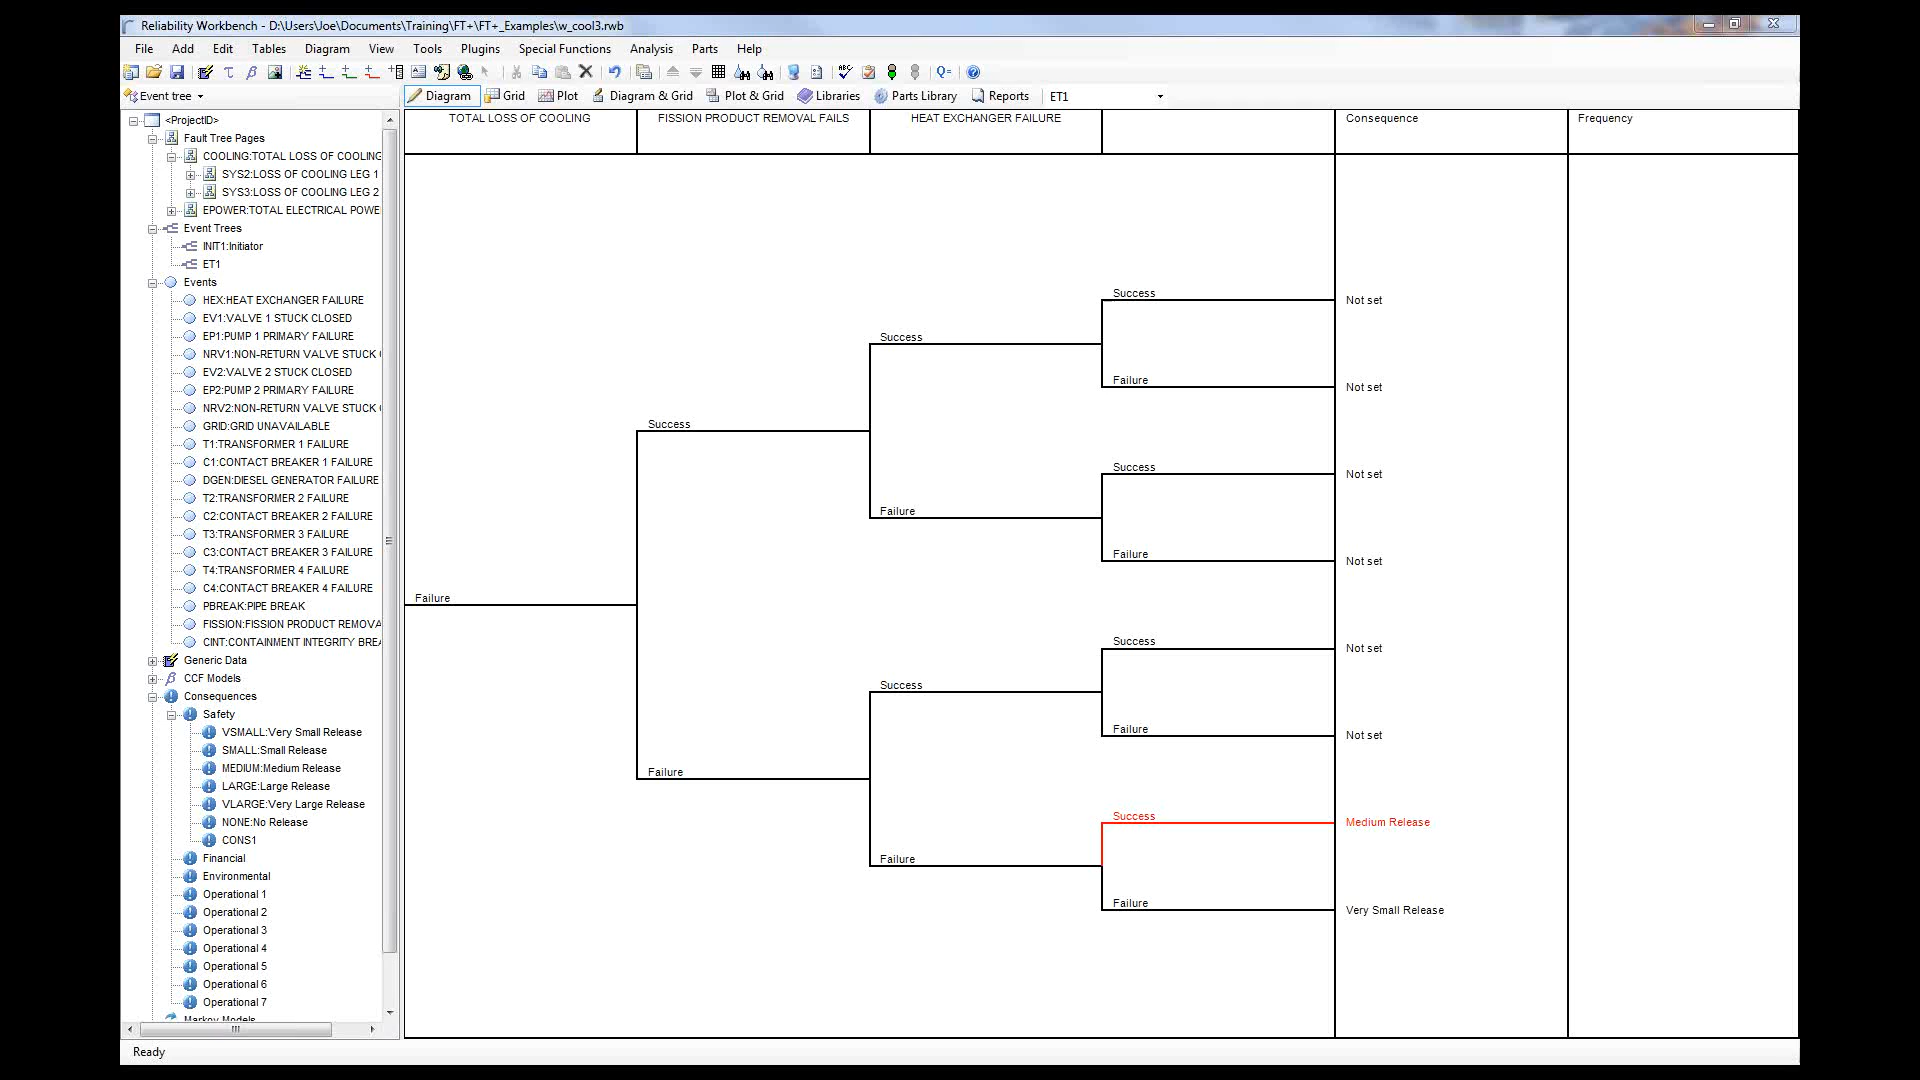 Reliability Workbench - D:\Users\Joe\Documents\Training\FT+\FT+_Examples\w_cool3.rwb
File Add Edit Tables Diagram View Tools Plugins Special Functions Analysis Parts Help
Event tree
Diagram Grid Plot Diagram & Grid Plot & Grid Libraries Parts Library Reports ET1
<ProjectID>
Fault Tree Pages
COOLING:TOTAL LOSS OF COOLING
SYS2:LOSS OF COOLING LEG 1
SYS3:LOSS OF COOLING LEG 2
EPOWER:TOTAL ELECTRICAL POWE
Event Trees
INIT1:Initiator
ET1
Events
HEX:HEAT EXCHANGER FAILURE
EV1:VALVE 1 STUCK CLOSED
EP1:PUMP 1 PRIMARY FAILURE
NRV1:NON-RETURN VALVE STUCK
EV2:VALVE 2 STUCK CLOSED
EP2:PUMP 2 PRIMARY FAILURE
NRV2:NON-RETURN VALVE STUCK
GRID:GRID UNAVAILABLE
T1:TRANSFORMER 1 FAILURE
C1:CONTACT BREAKER 1 FAILURE
DGEN:DIESEL GENERATOR FAILURE
T2:TRANSFORMER 2 FAILURE
C2:CONTACT BREAKER 2 FAILURE
T3:TRANSFORMER 3 FAILURE
C3:CONTACT BREAKER 3 FAILURE
T4:TRANSFORMER 4 FAILURE
C4:CONTACT BREAKER 4 FAILURE
PBREAK:PIPE BREAK
FISSION:FISSION PRODUCT REMOVA
CINT:CONTAINMENT INTEGRITY BREA
Generic Data
CCF Models
Consequences
Safety
VSMALL:Very Small Release
SMALL:Small Release
MEDIUM:Medium Release
LARGE:Large Release
VLARGE:Very Large Release
NONE:No Release
CONS1
Financial
Environmental
Operational 1
Operational 2
Operational 3
Operational 4
Operational 5
Operational 6
Operational 7
Markov Models
TOTAL LOSS OF COOLING FISSION PRODUCT REMOVAL FAILS HEAT EXCHANGER FAILURE Consequence Frequency
Success
Not set
Success
Failure
Not set
Success
Success
Not set
Failure
Failure
Not set
Failure
Success
Not set
Success
Failure
Not set
Failure
Success
Medium Release
Failure
Failure
Very Small Release
Ready